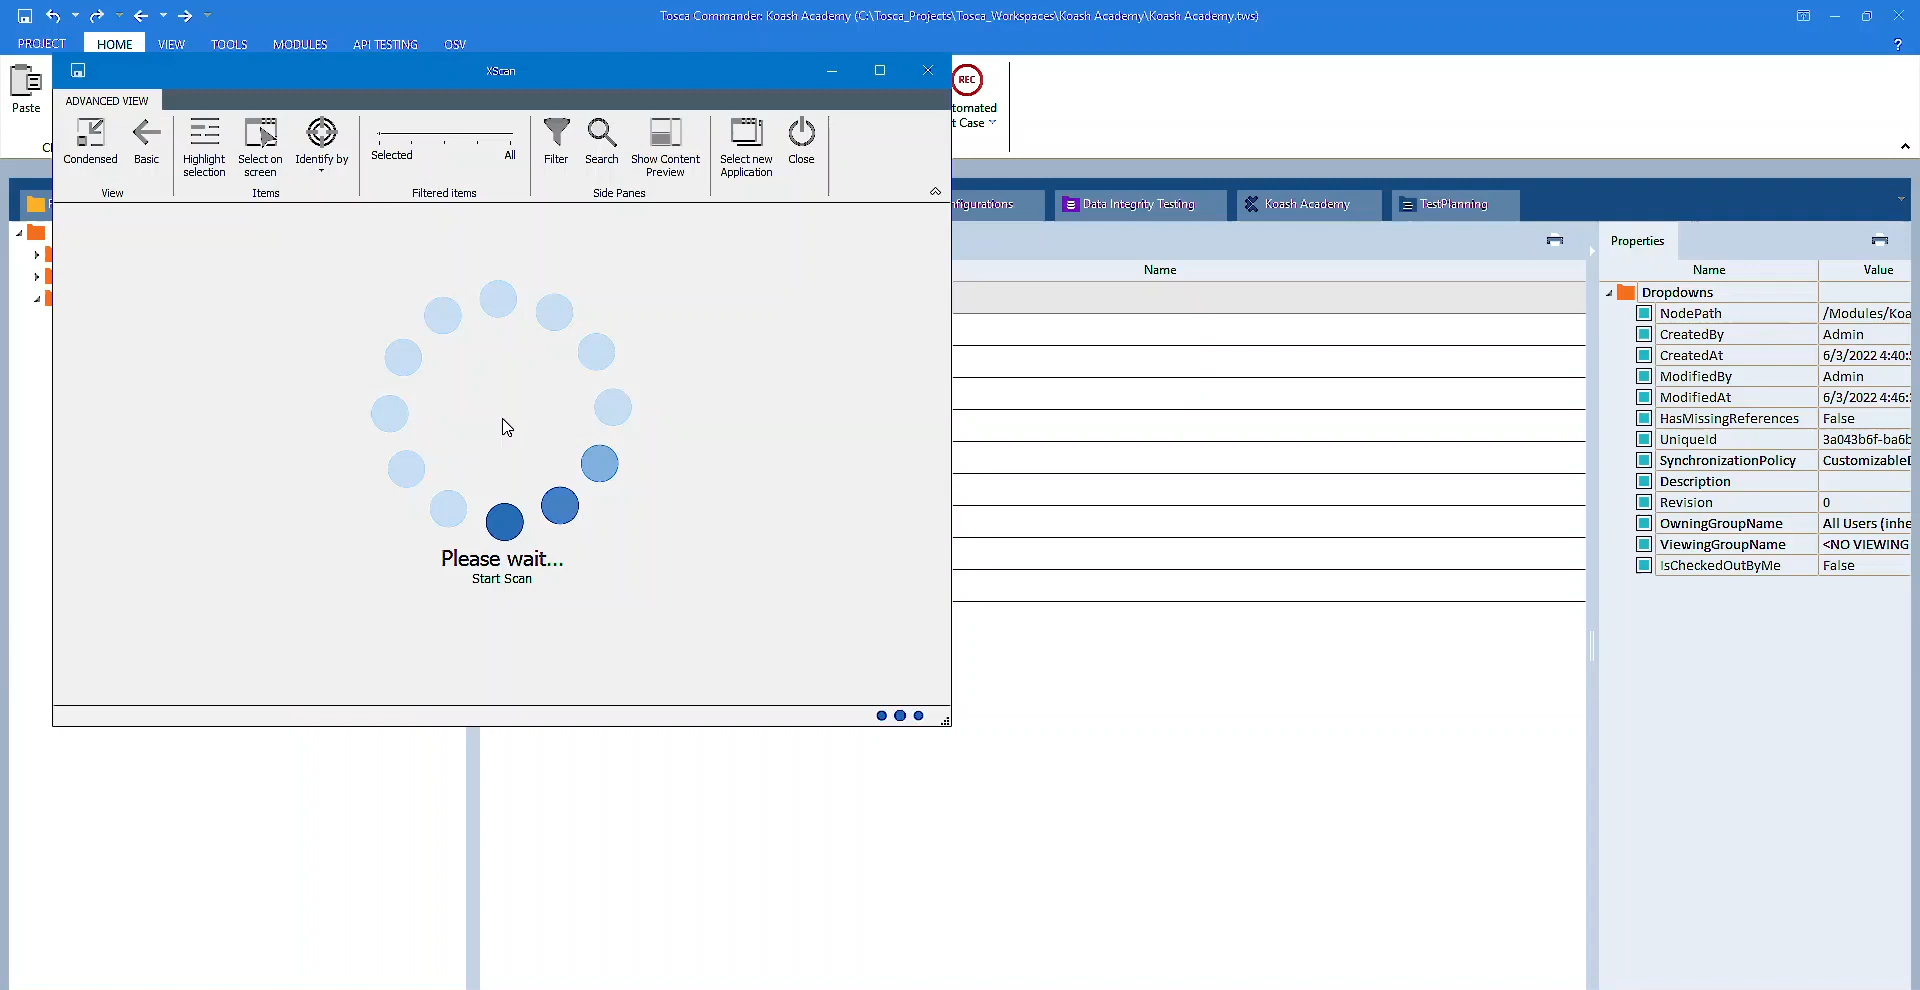 Tosca Commander: Koash Academy (C:\Tosca_Projects\Tosca_Workspaces\Koash Academy\Koash Academy.tws)
PROJECT HOME VIEW TOOLS MODULES API TESTING OSV
?
XScan
ADVANCED VIEW
Paste
Condensed
Basic
Highlight selection
Select on screen
Identify by
Selected
All
Filter
Search
Show Content Preview
Select new Application
Close
View
Items
Filtered items
Side Panes
REC
tomated
t Case
nfigurations
Data Integrity Testing
Koash Academy
TestPlanning
Please wait...
Start Scan
Name
Properties
Name Value
Dropdowns
NodePath /Modules/Koa
CreatedBy Admin
CreatedAt 6/3/2022 4:40:
ModifiedBy Admin
ModifiedAt 6/3/2022 4:46:
HasMissingReferences False
UniqueId 3a043b6f-ba6b
SynchronizationPolicy Customizable
Description
Revision 0
OwningGroupName All Users (inhe
ViewingGroupName <NO VIEWING
IsCheckedOutByMe False